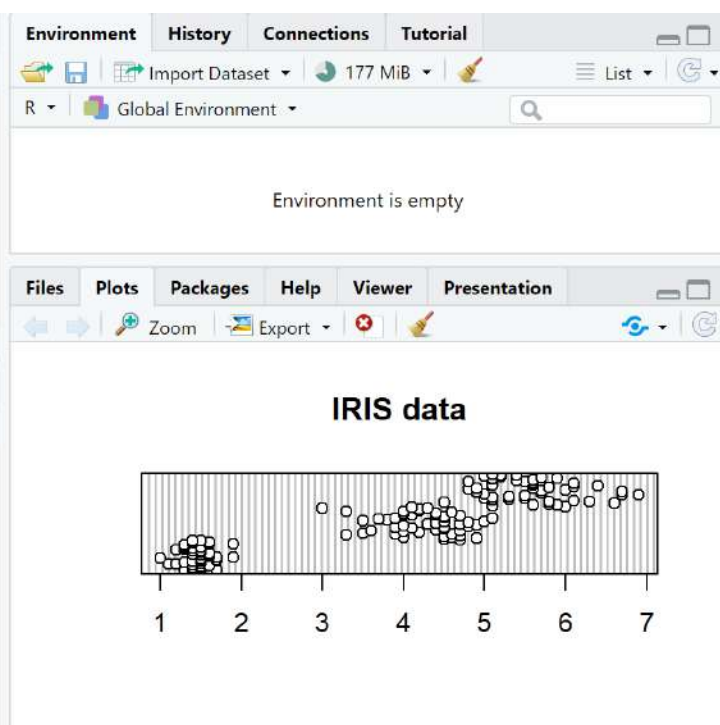 Environment History Connections Tutorial
Import Dataset 177 MiB List
R Global Environment
Environment is empty
Files Plots Packages Help Viewer Presentation
Zoom Export
IRIS data
1 2 3 4 5 6 7